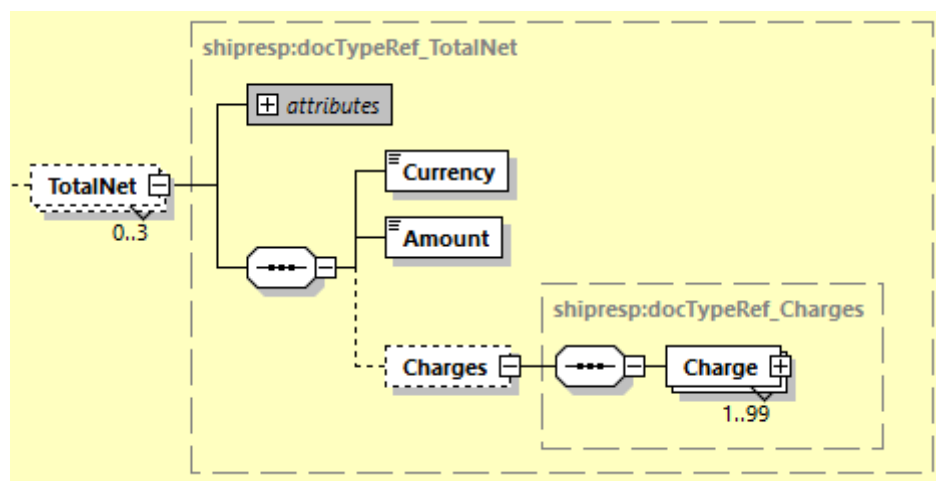 shipresp:docTypeRef_TotalNet
attributes
TotalNet
0..3
Currency
Amount
shipresp:docTypeRef_Charges
Charges
Charge
1..99